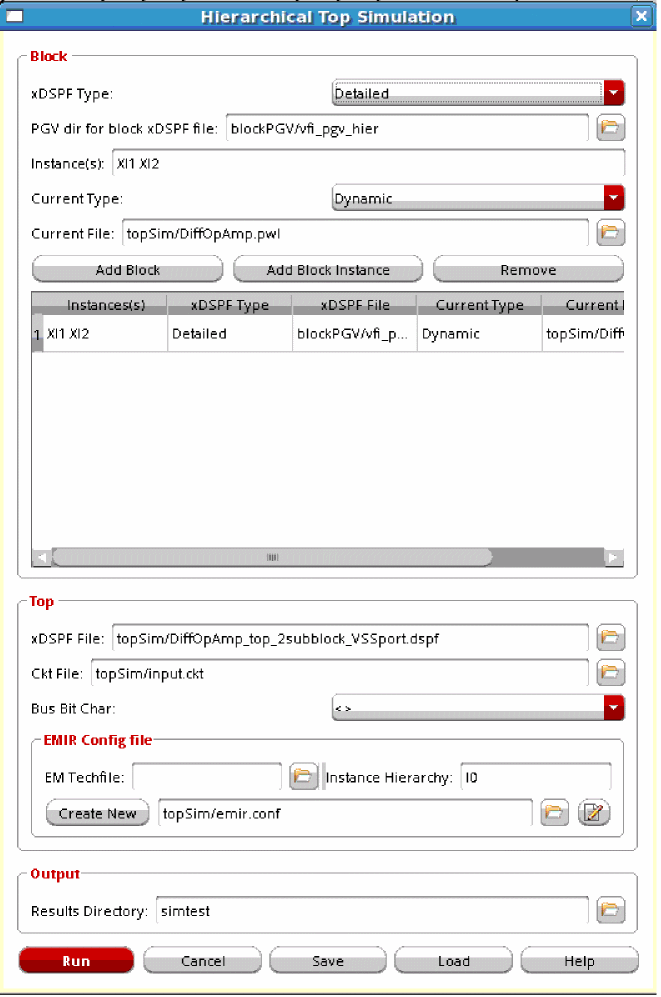 Hierarchical Top Simulation
Block
xDSPF Type: Detailed
PGV dir for block xDSPF file: blockPGV/vfi_pgv_hier
Instance(s): XI1 XI2
Current Type: Dynamic
Current File: topSim/DiffOpAmp.pwl
Add Block Add Block Instance Remove
Instances(s) xDSPF Type xDSPF File Current Type Current
1 XI1 XI2 Detailed blockPGV/vfi_p... Dynamic topSim/Diff
Top
xDSPF File: topSim/DiffOpAmp_top_2subblock_VSSport.dspf
Ckt File: topSim/input.ckt
Bus Bit Char: <>
EMIR Config file
EM Techfile: Instance Hierarchy: I0
Create New topSim/emir.conf
Output
Results Directory: simtest
Run Cancel Save Load Help